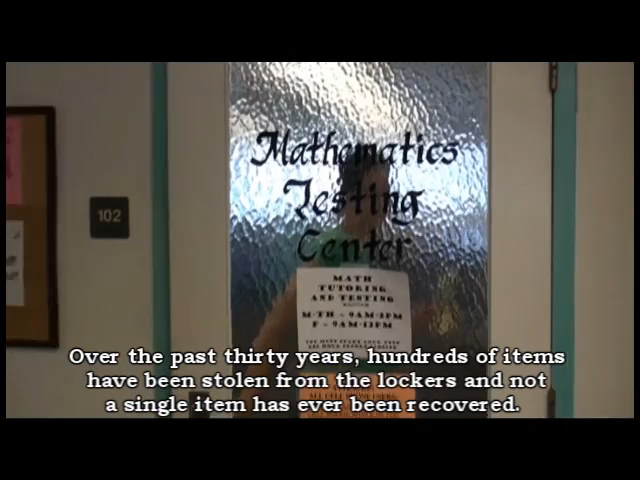 Mathematics
Testing
Center
102
MATH
TUTORING
AND TESTING
M-TH - 9AM-3PM
F - 9AM-12PM
Over the past thirty years, hundreds of items
have been stolen from the lockers and not
a single item has ever been recovered.